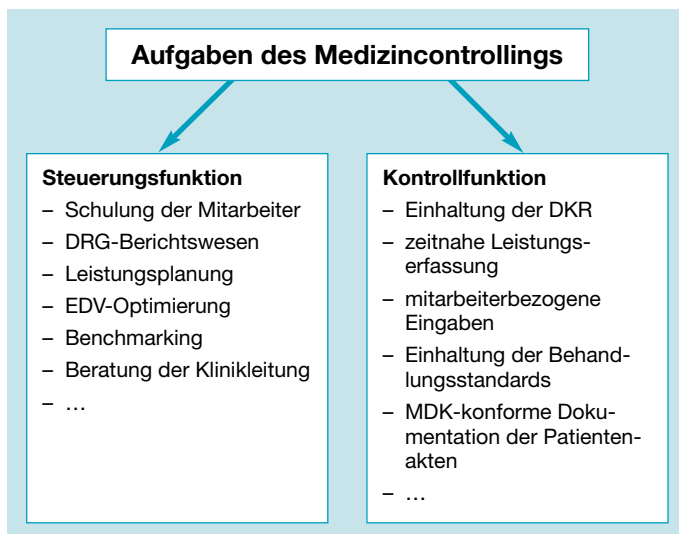 Aufgaben des Medizincontrollings
Steuerungsfunktion
– Schulung der Mitarbeiter
– DRG-Berichtswesen
– Leistungsplanung
– EDV-Optimierung
– Benchmarking
– Beratung der Klinikleitung
– …
Kontrollfunktion
– Einhaltung der DKR
– zeitnahe Leistungs-
erfassung
– mitarbeiterbezogene
Eingaben
– Einhaltung der Behand-
lungsstandards
– MDK-konforme Doku-
mentation der Patienten-
akten
– …